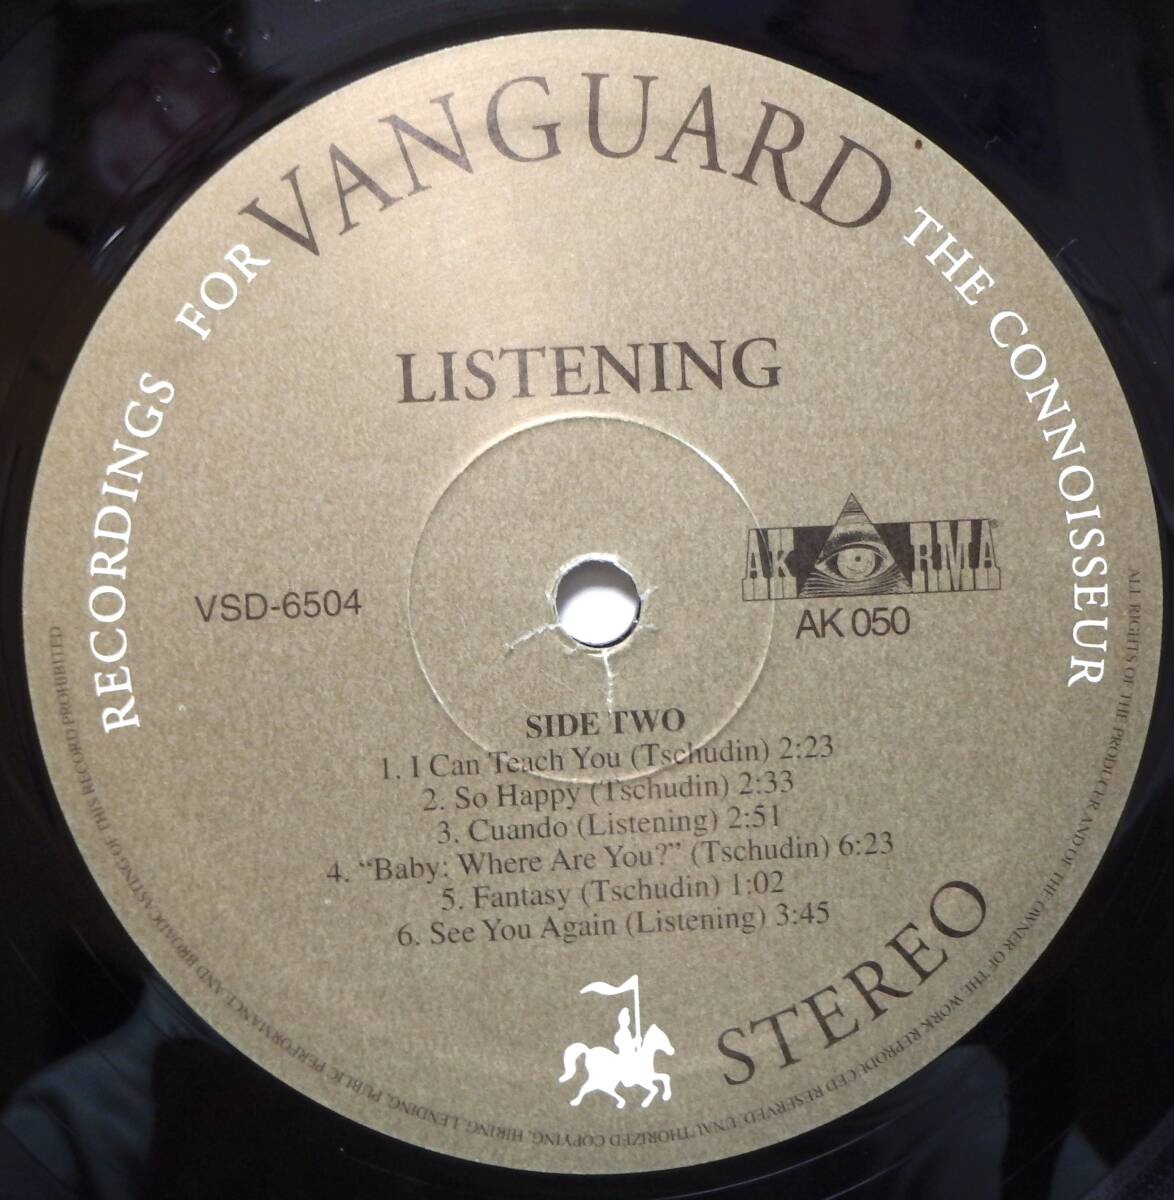 RECORDINGS FOR VANGUARD THE CONNOISSEUR
LISTENING
VSD-6504
AKARMA
AK 050
SIDE TWO
1. I Can Teach You (Tschudin) 2:23
2. So Happy (Tschudin) 2:33
3. Cuando (Listening) 2:51
4. “Baby: Where Are You?” (Tschudin) 6:23
5. Fantasy (Tschudin) 1:02
6. See You Again (Listening) 3:45
STEREO
ALL RIGHTS OF THE PRODUCER AND OF THE OWNER OF THE WORK REPRODUCED RESERVED. UNAUTHORIZED COPYING, HIRING, LENDING, PUBLIC PERFORMANCE AND BROADCASTING OF THIS RECORD PROHIBITED